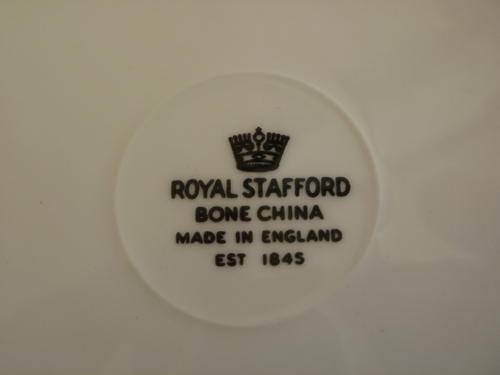 ROYAL STAFFORD
BONE CHINA
MADE IN ENGLAND
EST 1845